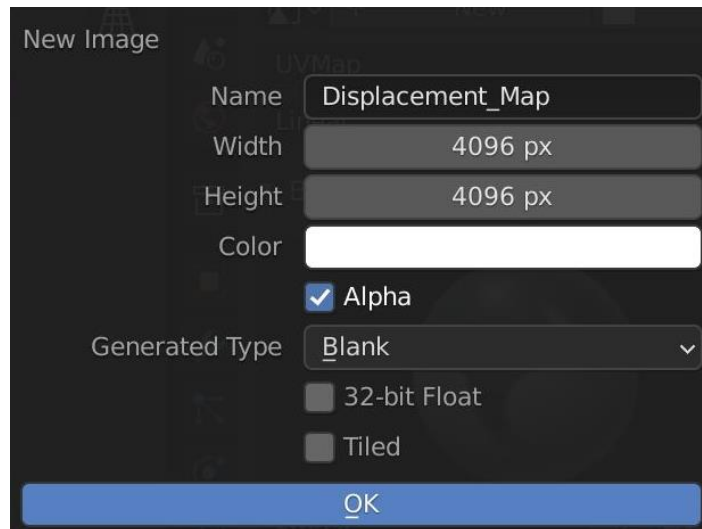 New Image
UVMap
Name Displacement_Map
Width 4096 px
Height 4096 px
Color
Alpha
Generated Type Blank
32-bit Float
Tiled
OK